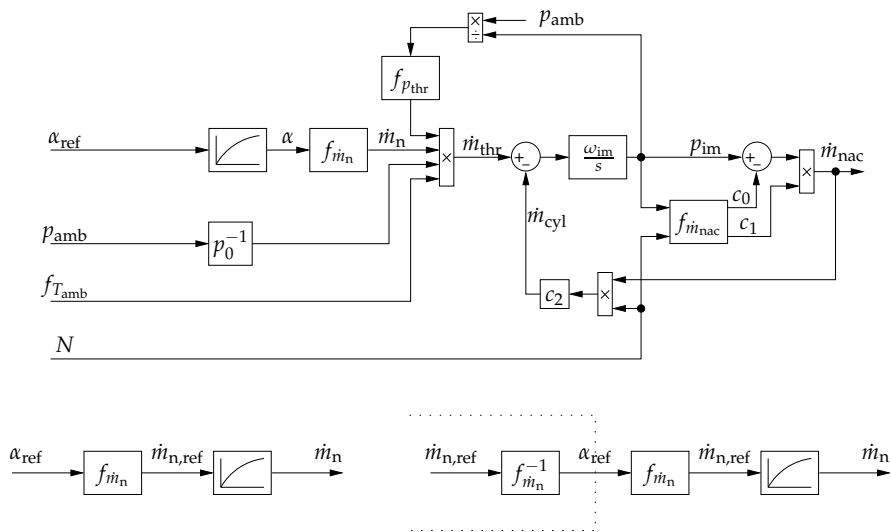 × ÷ p_amb
f_{p_thr}
α_ref α f_{ṁ_n} ṁ_n × ṁ_thr + − ω_im/s p_im + − × ṁ_nac
c_0
f_{ṁ_nac} c_1
ṁ_cyl
p_amb p_0^{−1}
f_{T_amb} c_2 ×
N
α_ref f_{ṁ_n} ṁ_{n,ref} ṁ_n ṁ_{n,ref} f_{ṁ_n}^{−1} α_ref f_{ṁ_n} ṁ_{n,ref} ṁ_n